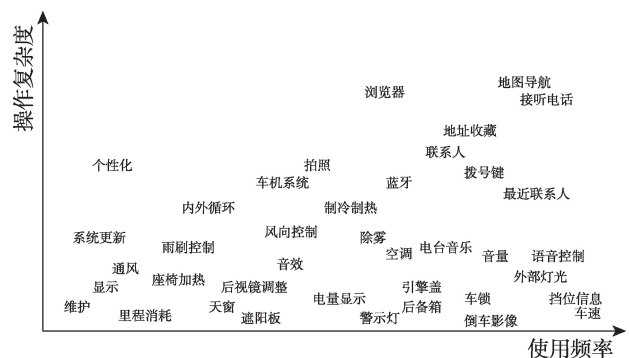 操作复杂度
地图导航
浏览器
接听电话
地址收藏
联系人
个性化
拍照
拨号键
车机系统
蓝牙
最近联系人
内外循环
制冷制热
风向控制
系统更新
除雾
雨刷控制
电台音乐
空调
音量
语音控制
音效
通风
外部灯光
座椅加热
显示
后视镜调整
引擎盖
电量显示
车锁
挡位信息
维护
天窗
后备箱
车速
里程消耗
遮阳板
警示灯
倒车影像
使用频率